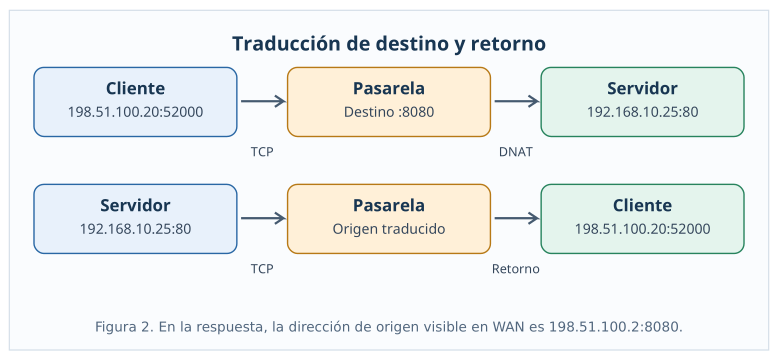 Traducción de destino y retorno
Cliente
198.51.100.20:52000
Pasarela
Destino :8080
Servidor
192.168.10.25:80
TCP
DNAT
Servidor
192.168.10.25:80
Pasarela
Origen traducido
Cliente
198.51.100.20:52000
TCP
Retorno
Figura 2. En la respuesta, la dirección de origen visible en WAN es 198.51.100.2:8080.